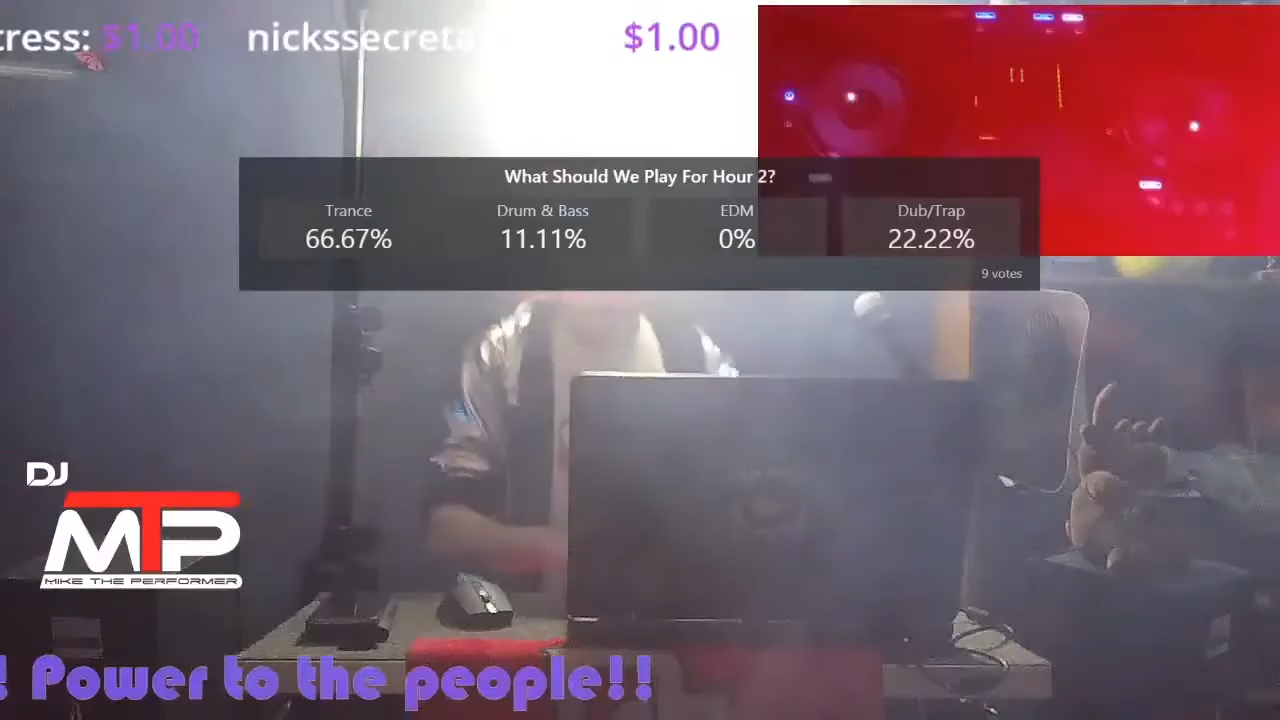 tress: $1.00 nickssecreta $1.00
What Should We Play For Hour 2?
Trance Drum & Bass EDM Dub/Trap
66.67% 11.11% 0% 22.22%
9 votes
DJ
MTP
MIKE THE PERFORMER
! Power to the people!!